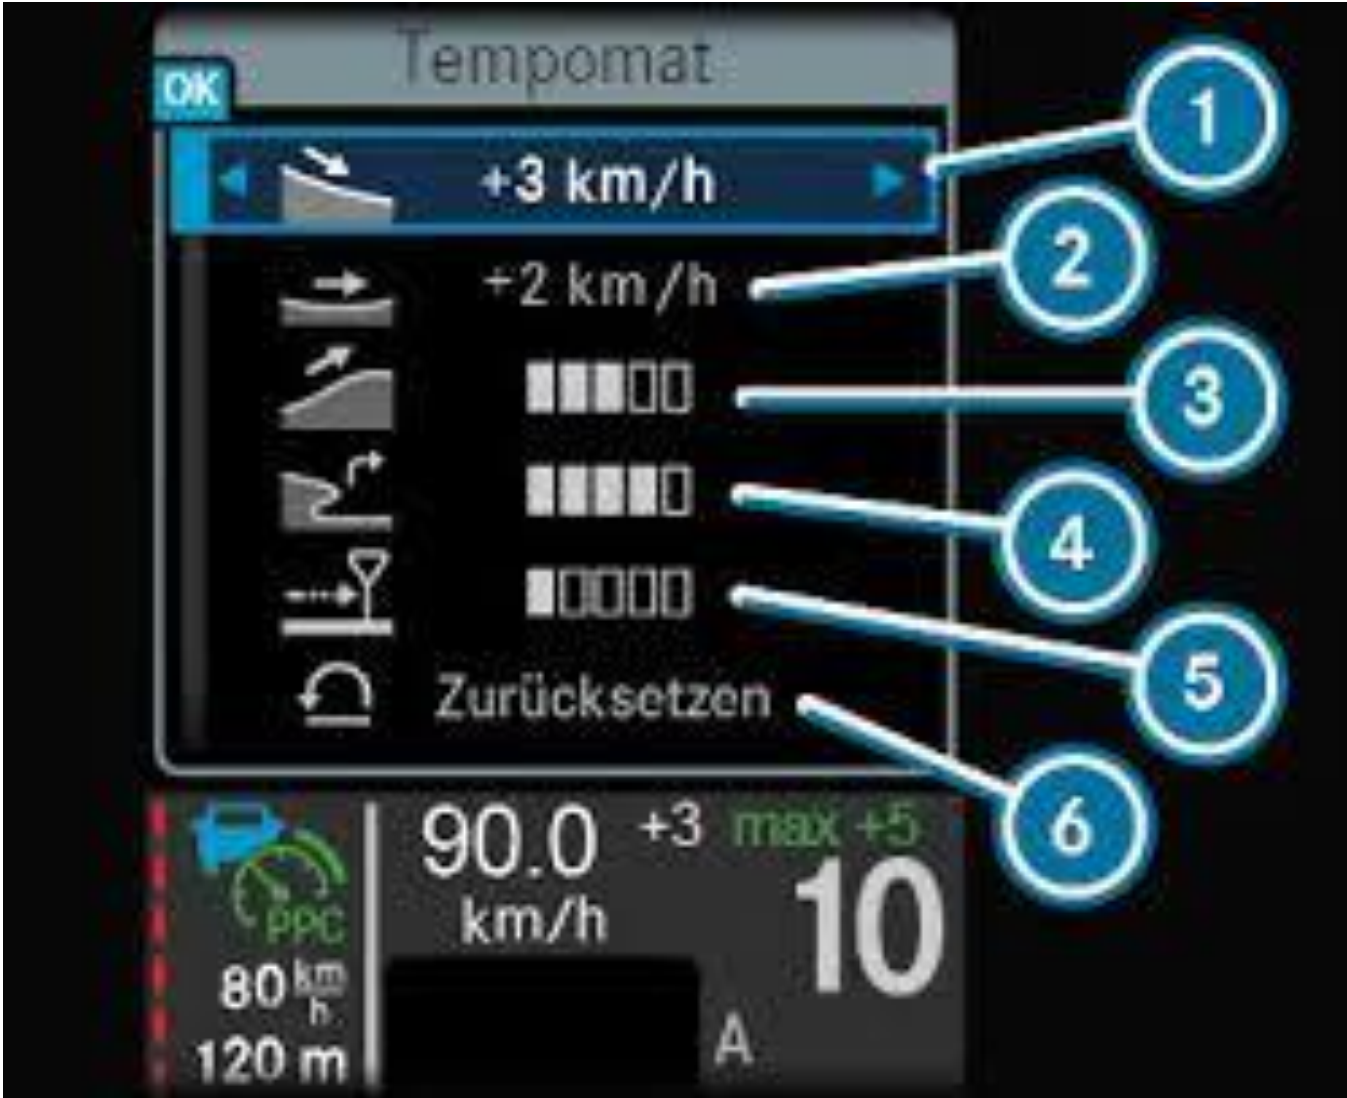 Tempomat
OK
+3 km/h
1
+2 km/h
2
3
4
5
Zurücksetzen
6
90.0 +3 max +5
km/h
10
PPC
80 km/h
120 m
A